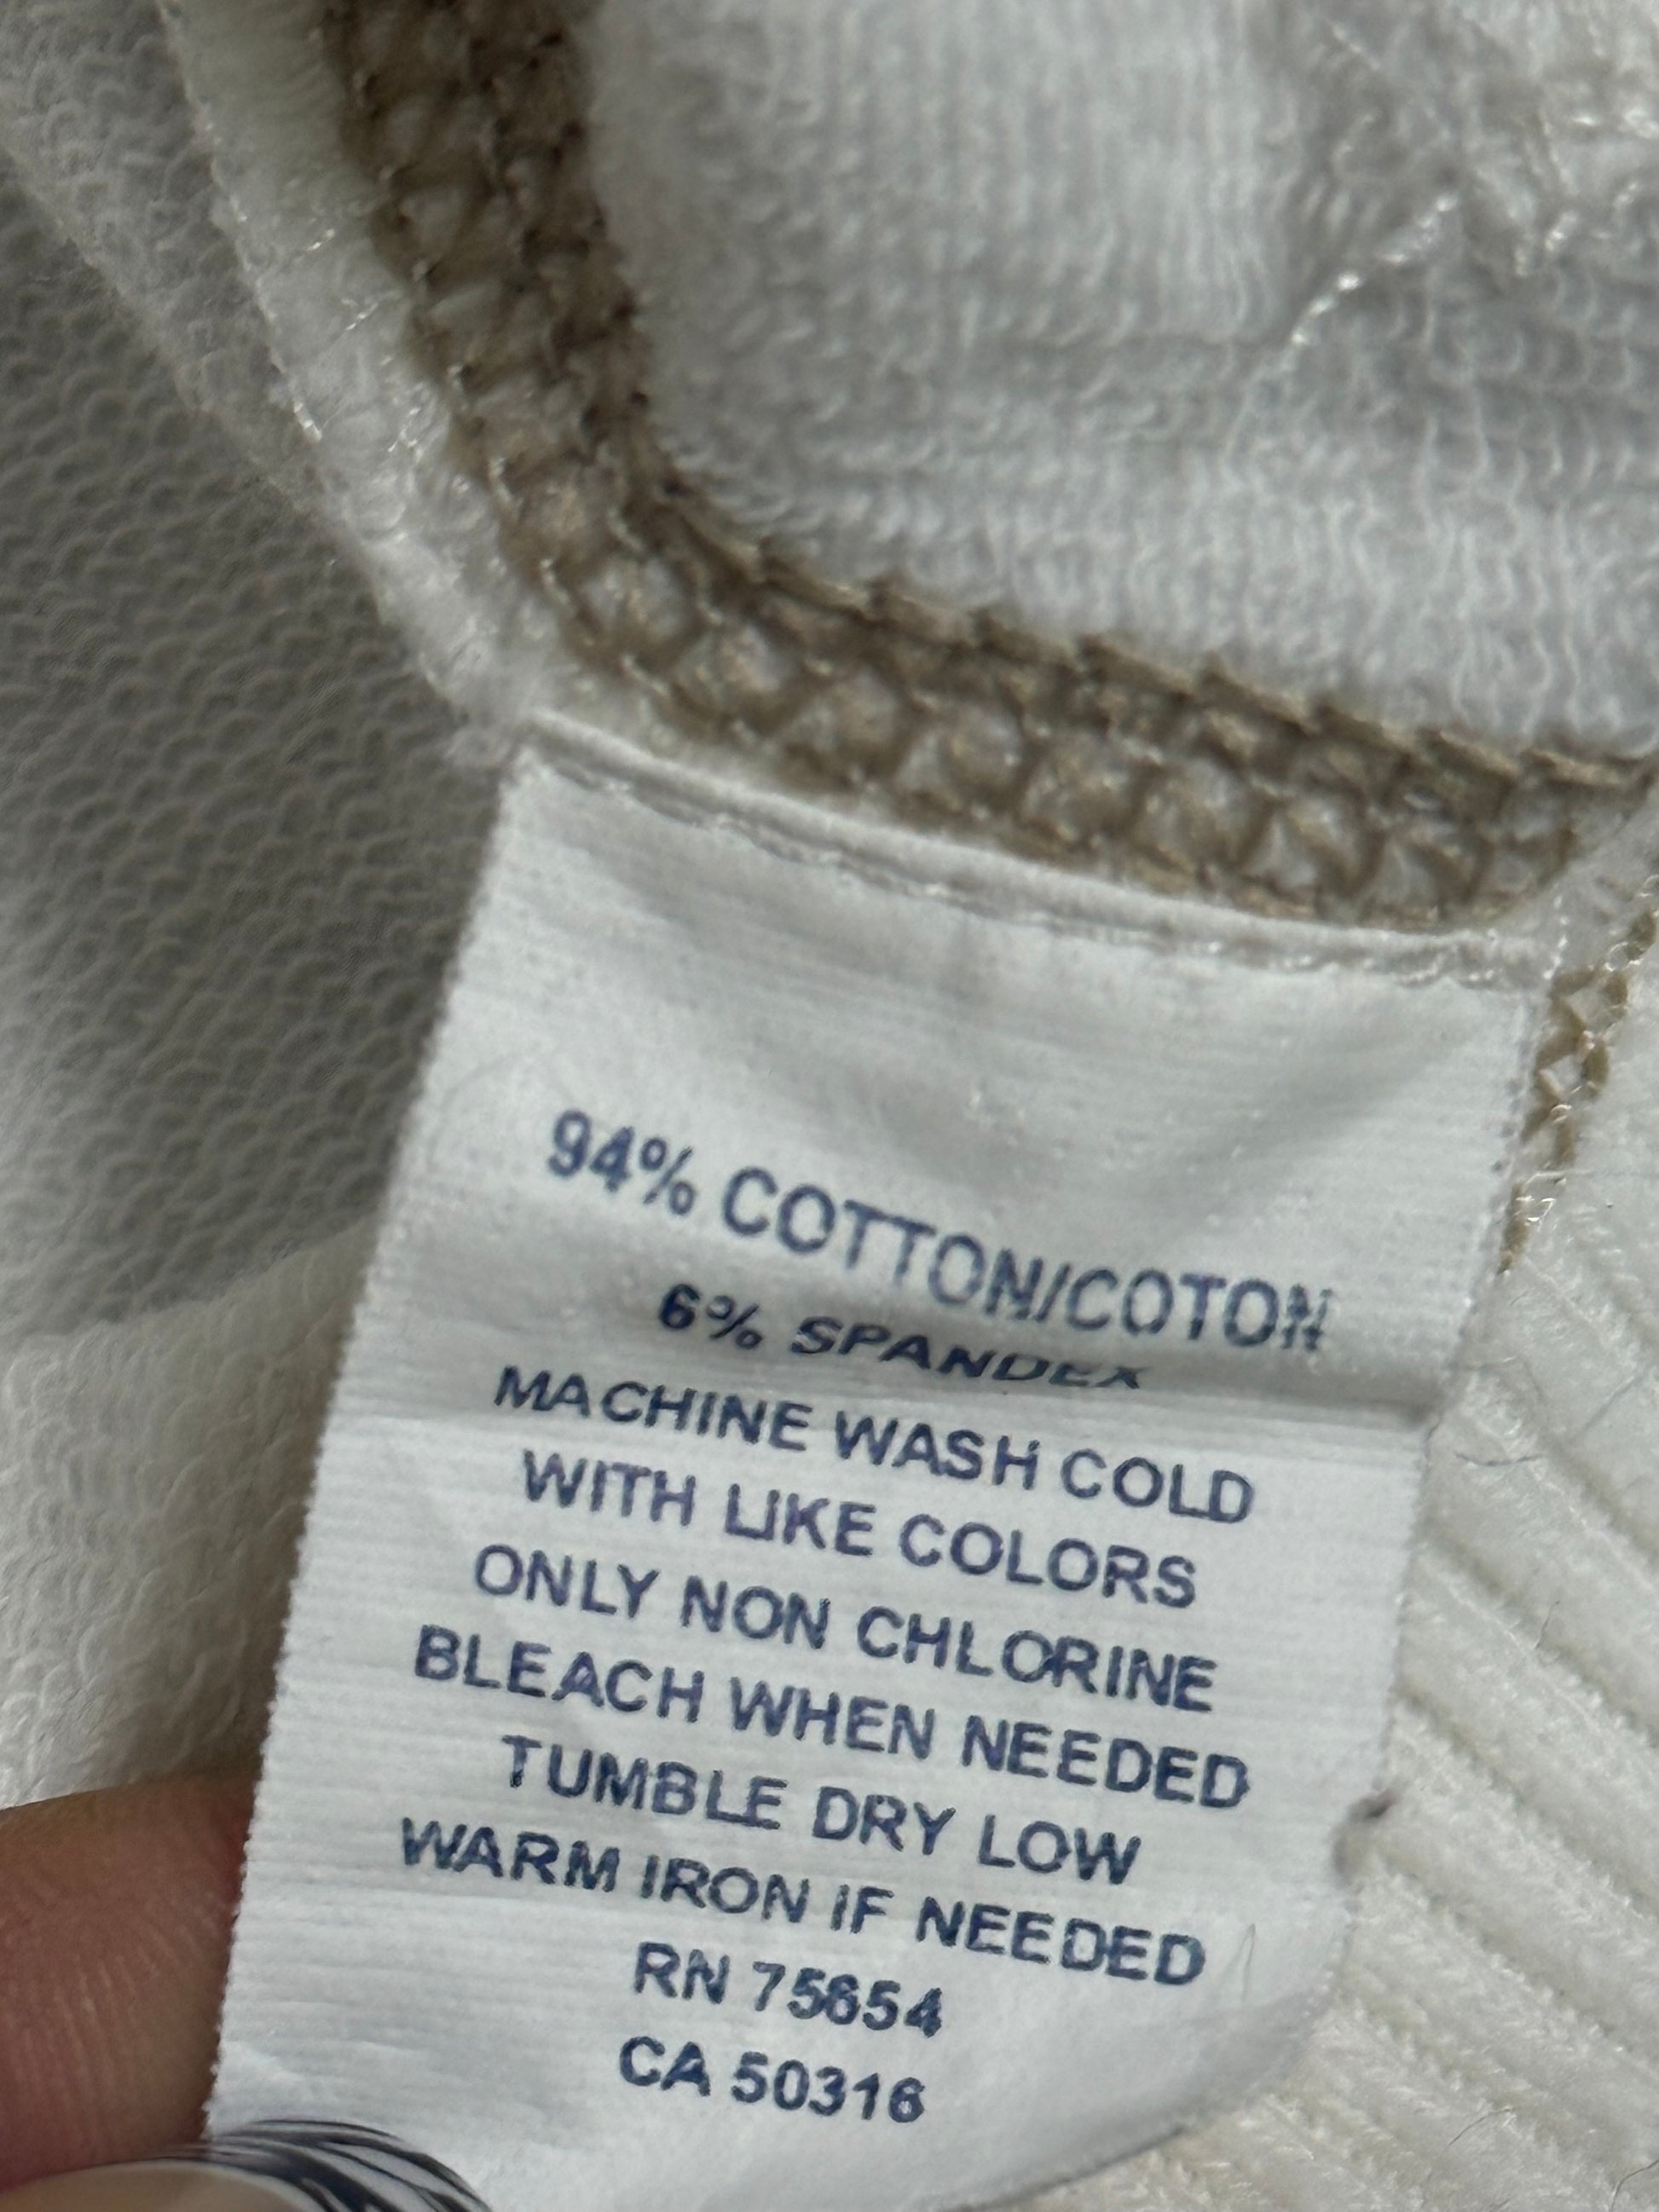 94% COTTON/COTON
6% SPANDEX
MACHINE WASH COLD
WITH LIKE COLORS
ONLY NON CHLORINE
BLEACH WHEN NEEDED
TUMBLE DRY LOW
WARM IRON IF NEEDED
RN 75654
CA 50316